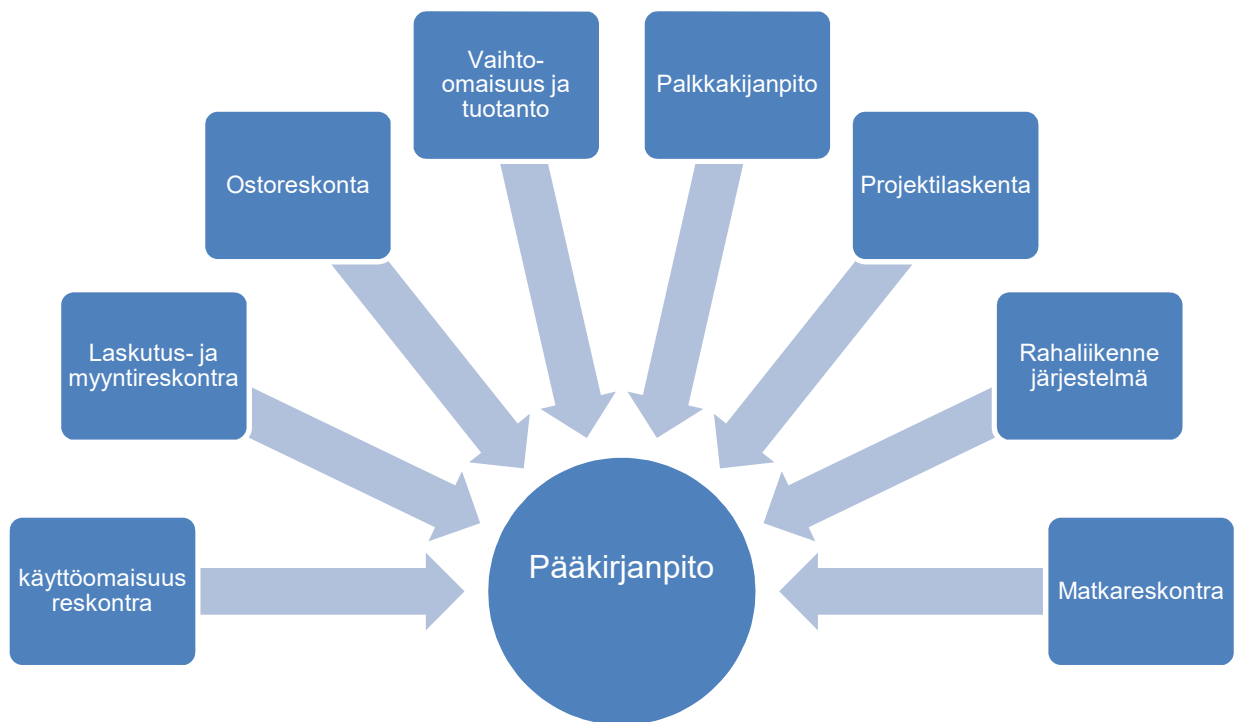 Vaihto-
omaisuus ja
tuotanto
Palkkakijanpito
Ostoreskonta
Projektilaskenta
Laskutus- ja
myyntireskontra
Rahaliikenne
järjestelmä
käyttöomaisuus
reskontra
Pääkirjanpito
Matkareskontra